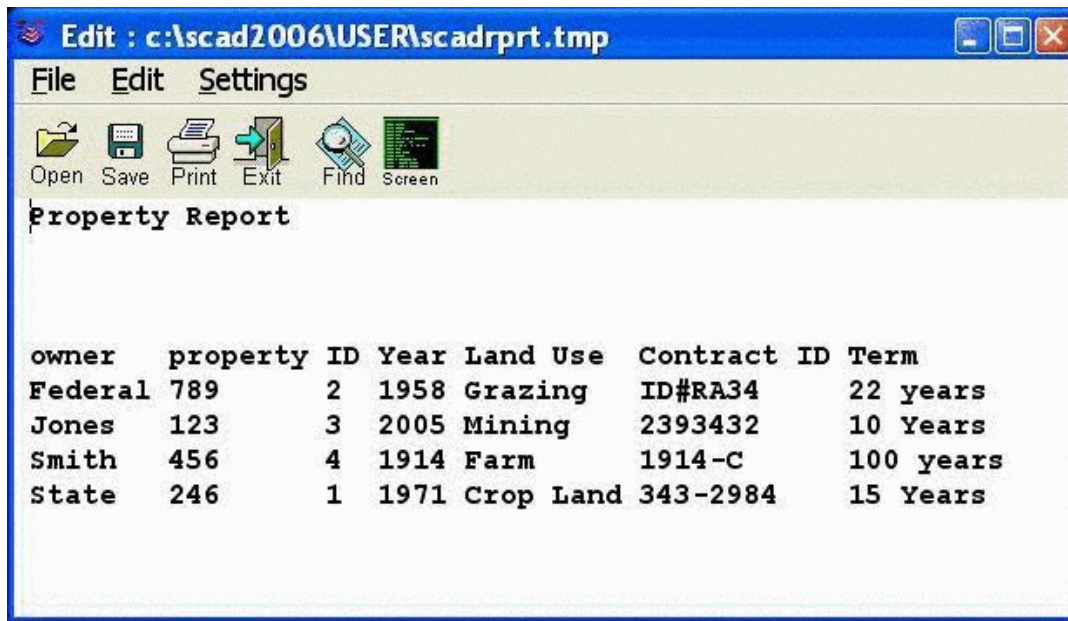 Edit : c:\scad2006\USER\scadrprt.tmp
File Edit Settings
Open Save Print Exit Find Screen
Property Report
owner property ID Year Land Use Contract ID Term
Federal 789 2 1958 Grazing ID#RA34 22 years
Jones 123 3 2005 Mining 2393432 10 Years
Smith 456 4 1914 Farm 1914-C 100 years
State 246 1 1971 Crop Land 343-2984 15 Years